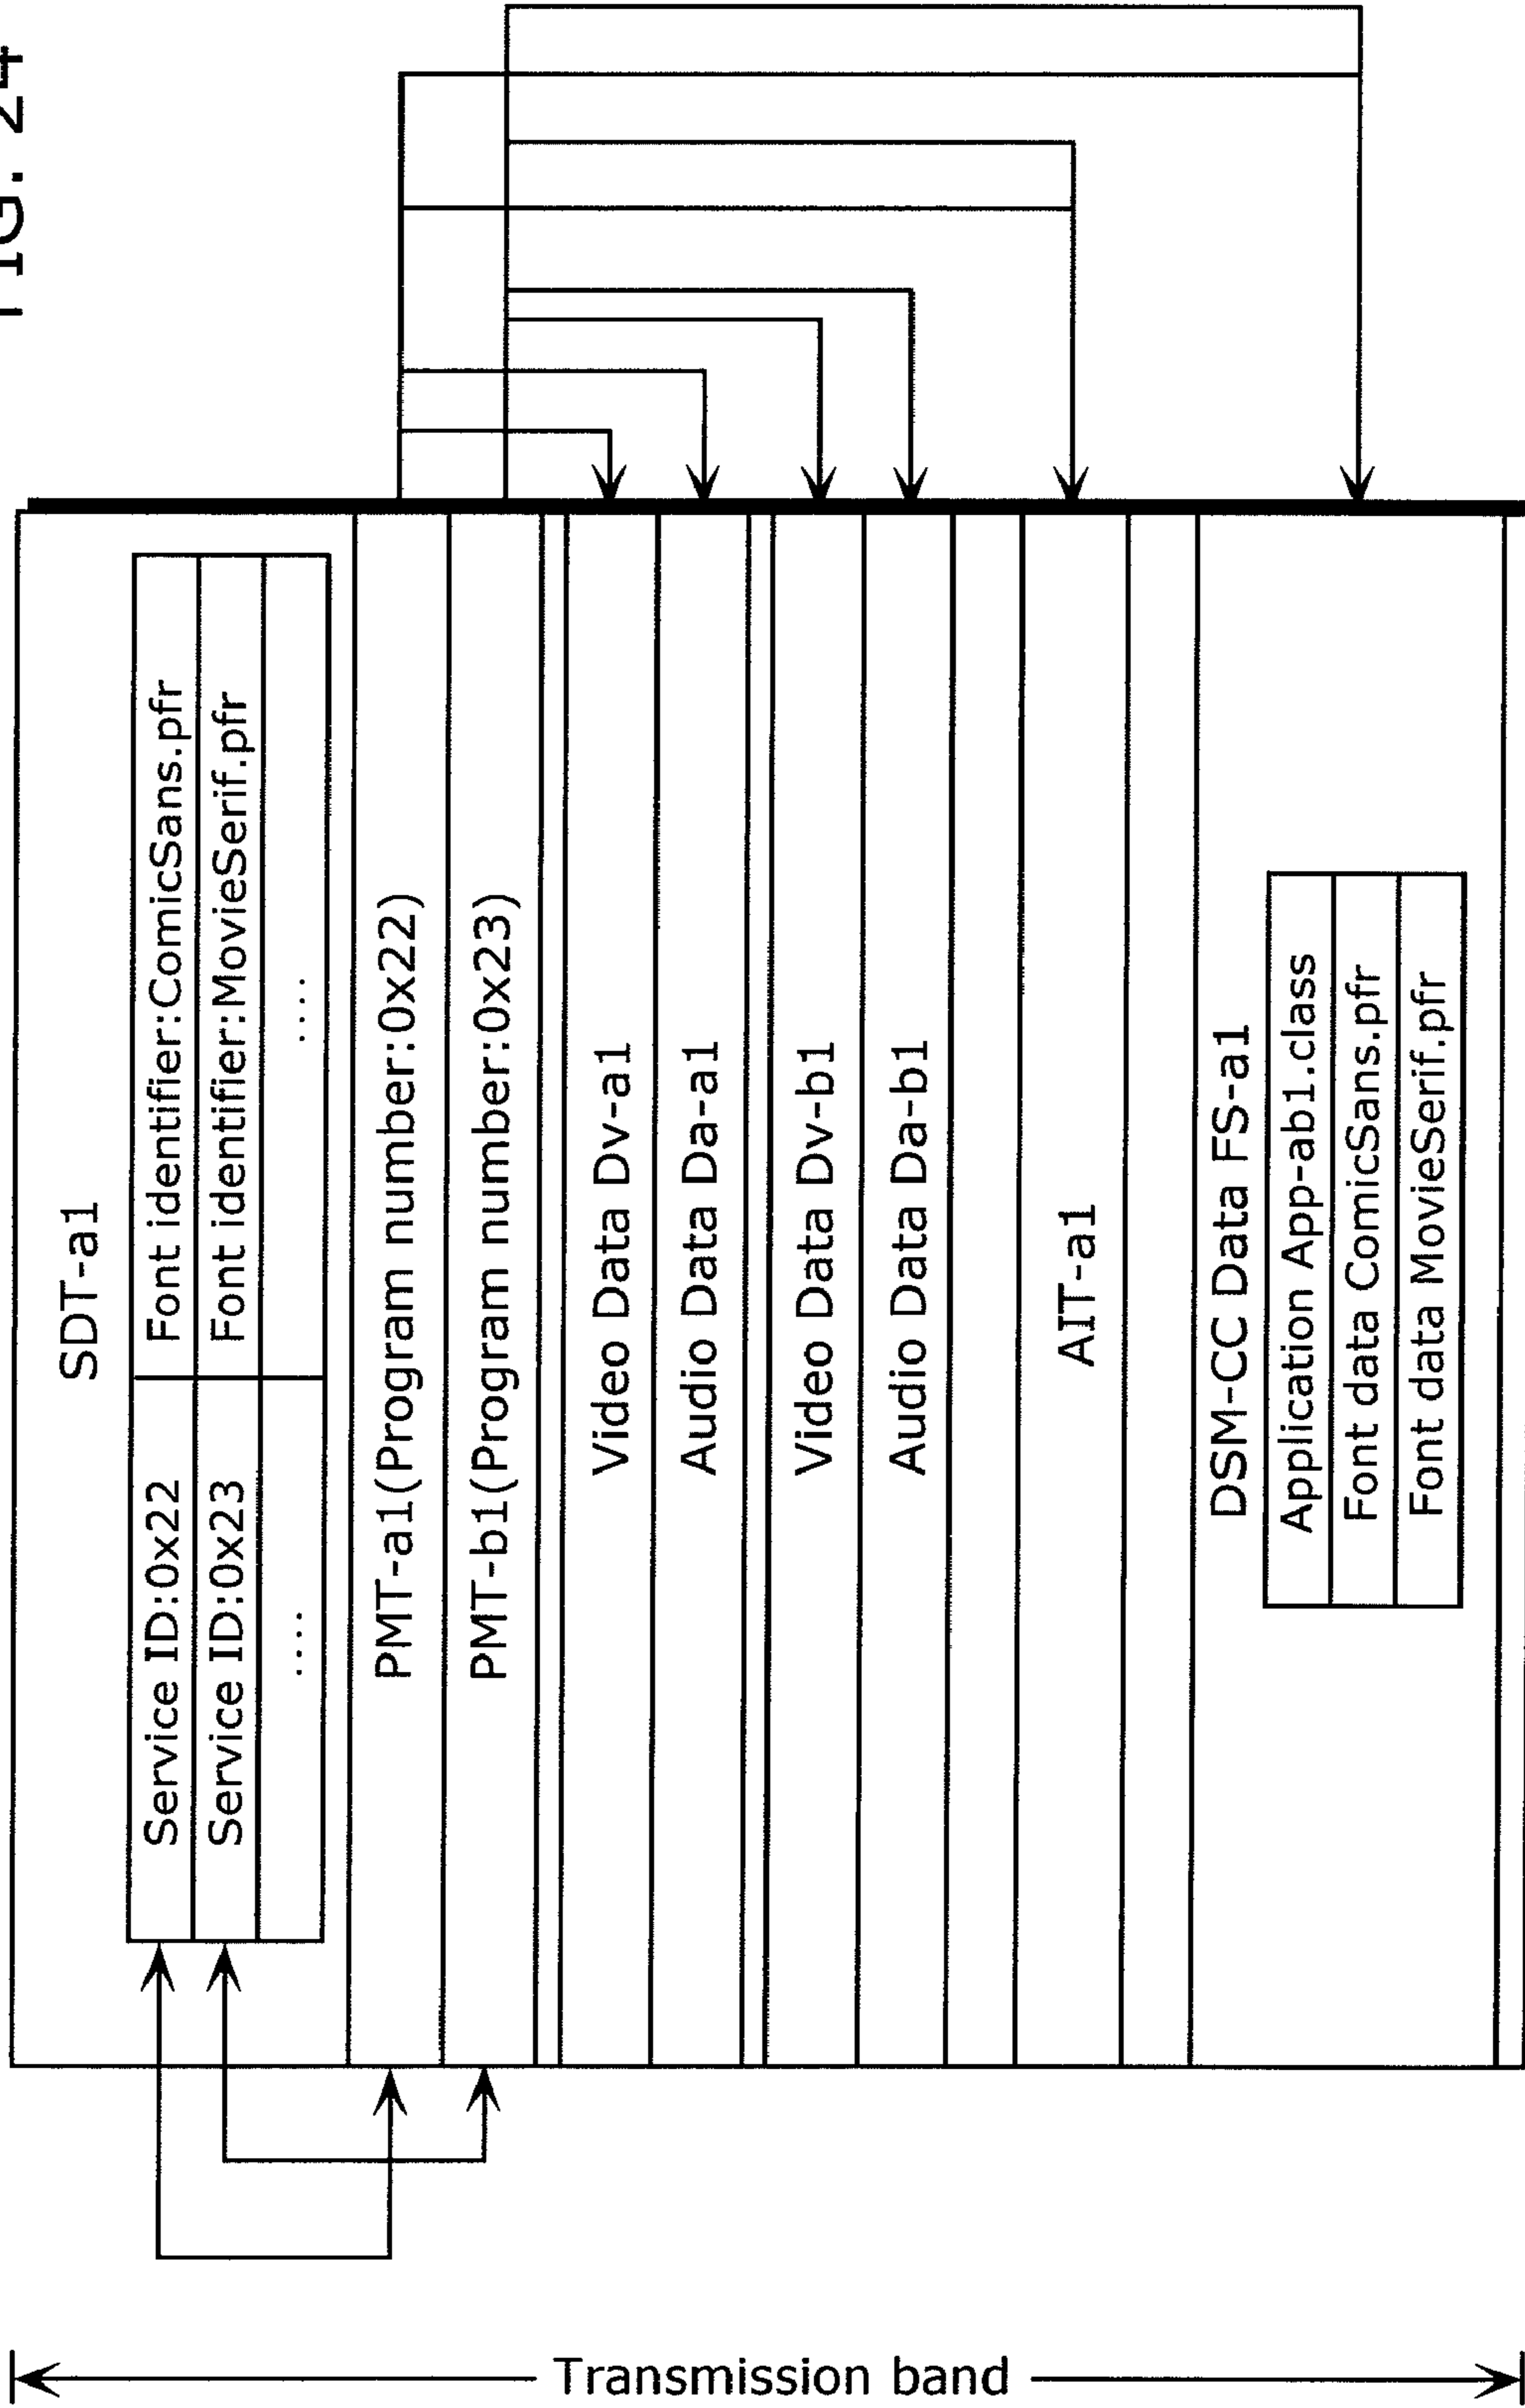 FIG. 24
SDT-a1
Service ID:0x22 Font identifier:ComicSans.pfr
Service ID:0x23 Font identifier:MovieSerif.pfr
.... ....
PMT-a1(Program number:0x22)
PMT-b1(Program number:0x23)
Video Data Dv-a1
Audio Data Da-a1
Video Data Dv-b1
Audio Data Da-b1
AIT-a1
DSM-CC Data FS-a1
Application App-ab1.class
Font data ComicSans.pfr
Font data MovieSerif.pfr
Transmission band